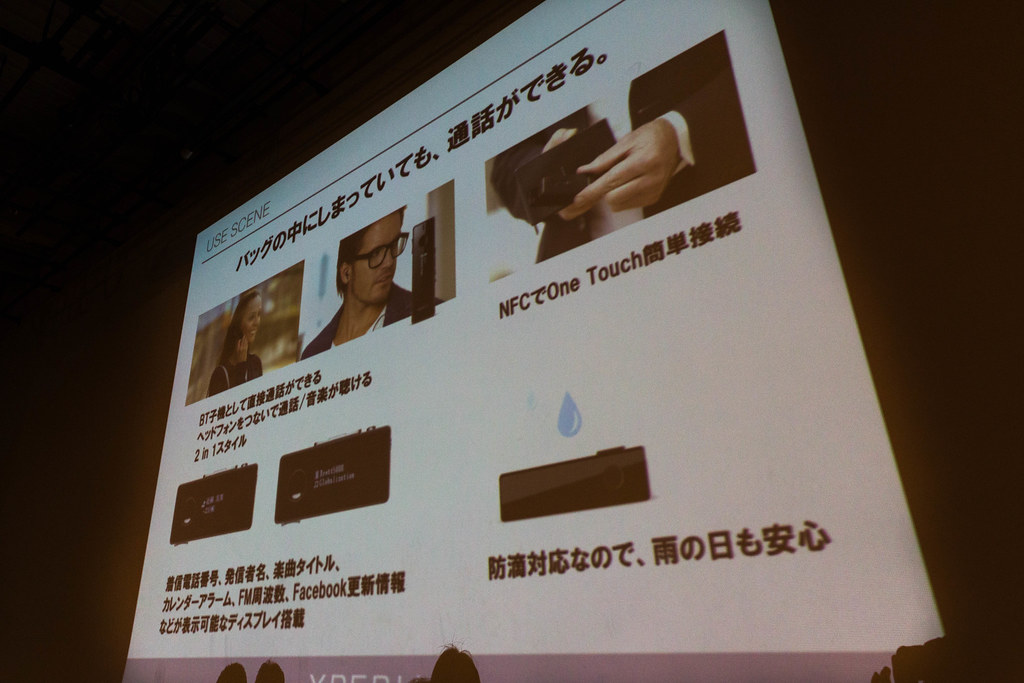 USE SCENE
バッグの中にしまっていても、通話ができる。
NFCでOne Touch簡単接続
BT子機として直接通話ができる
ヘッドフォンをつないで通話/音楽が聴ける
2 in 1スタイル
着信電話番号、発信者名、楽曲タイトル、
カレンダーアラーム、FM周波数、Facebook更新情報
などが表示可能なディスプレイ搭載
防滴対応なので、雨の日も安心
XPERIA